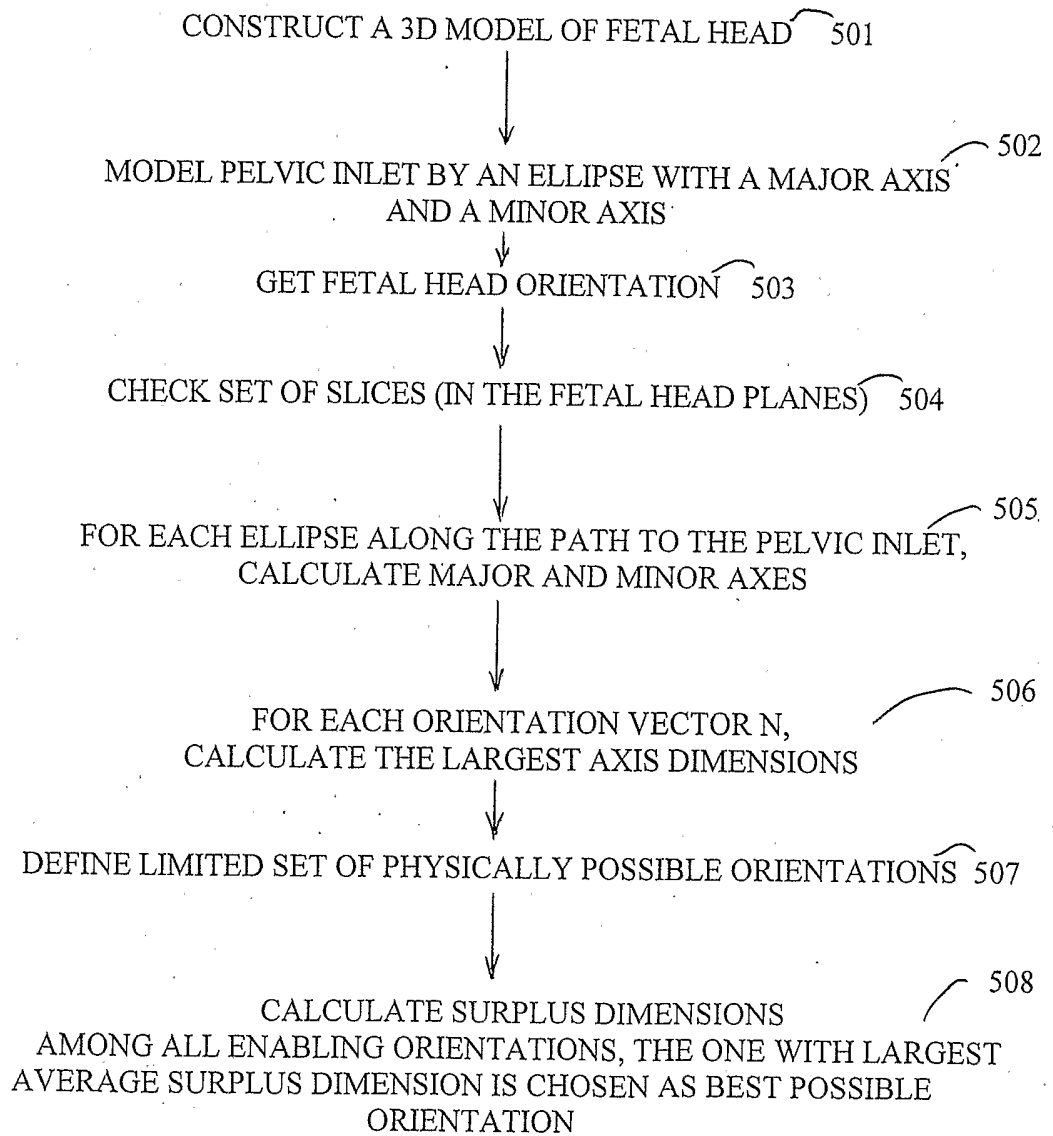 CONSTRUCT A 3D MODEL OF FETAL HEAD 501
502
MODEL PELVIC INLET BY AN ELLIPSE WITH A MAJOR AXIS
AND A MINOR AXIS
GET FETAL HEAD ORIENTATION 503
CHECK SET OF SLICES (IN THE FETAL HEAD PLANES) 504
505
FOR EACH ELLIPSE ALONG THE PATH TO THE PELVIC INLET,
CALCULATE MAJOR AND MINOR AXES
506
FOR EACH ORIENTATION VECTOR N,
CALCULATE THE LARGEST AXIS DIMENSIONS
DEFINE LIMITED SET OF PHYSICALLY POSSIBLE ORIENTATIONS 507
508
CALCULATE SURPLUS DIMENSIONS
AMONG ALL ENABLING ORIENTATIONS, THE ONE WITH LARGEST
AVERAGE SURPLUS DIMENSION IS CHOSEN AS BEST POSSIBLE
ORIENTATION